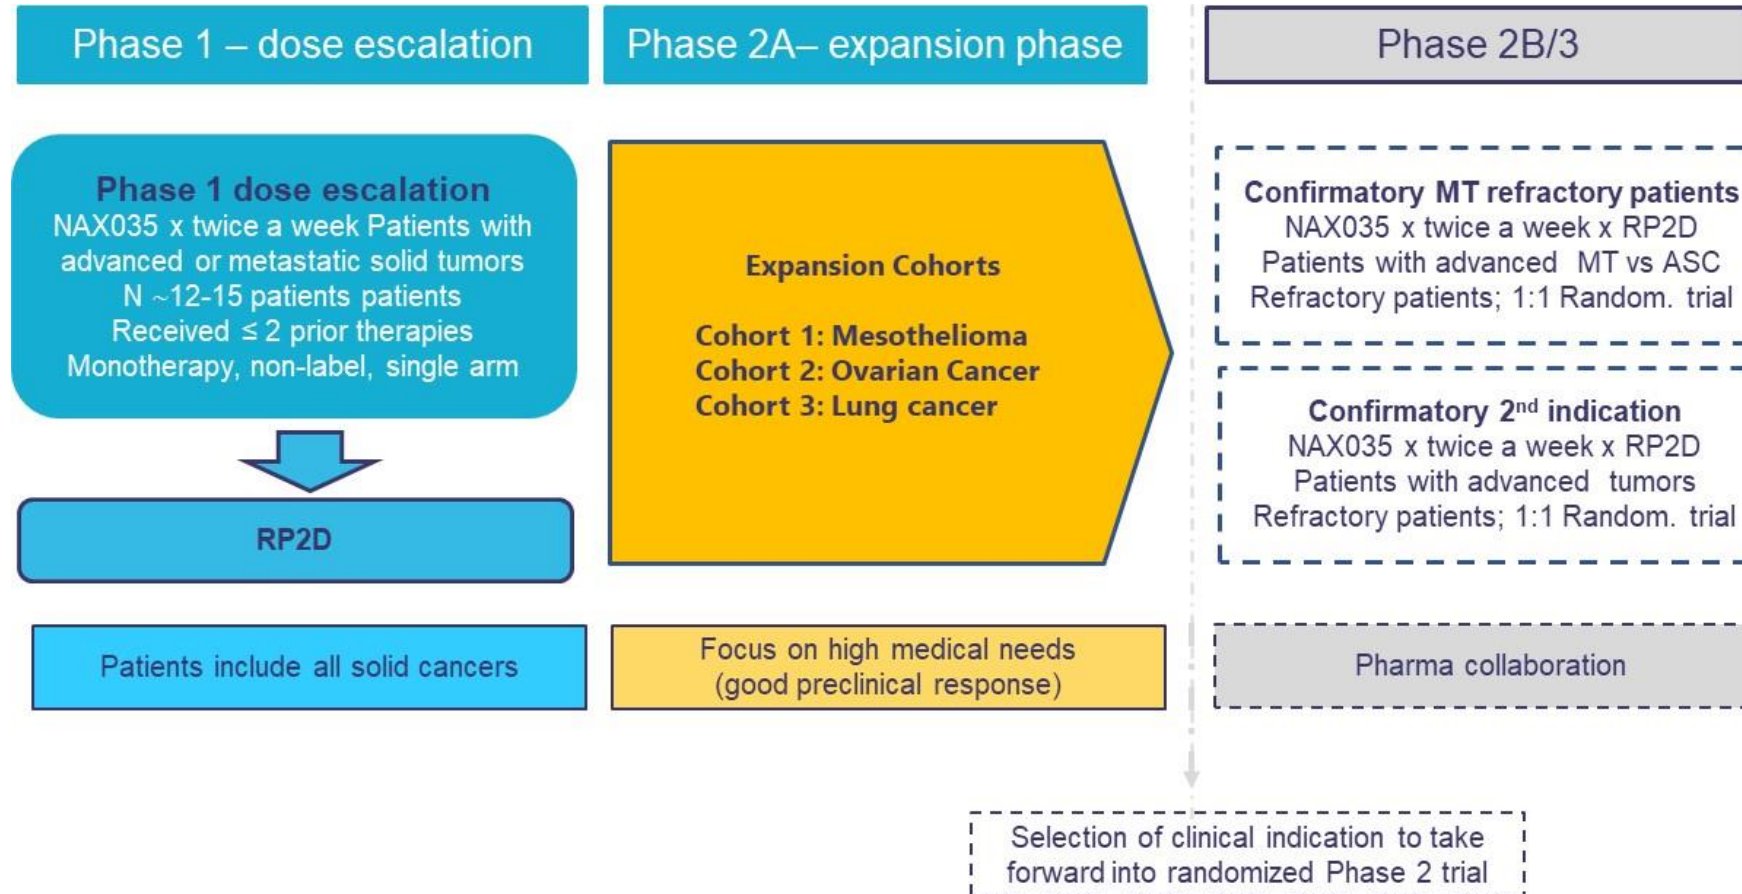 Phase 1 – dose escalation
Phase 2A– expansion phase
Phase 2B/3
Phase 1 dose escalation
NAX035 x twice a week Patients with
advanced or metastatic solid tumors
N ~12-15 patients patients
Received ≤ 2 prior therapies
Monotherapy, non-label, single arm
RP2D
Patients include all solid cancers
Expansion Cohorts
Cohort 1: Mesothelioma
Cohort 2: Ovarian Cancer
Cohort 3: Lung cancer
Focus on high medical needs
(good preclinical response)
Confirmatory MT refractory patients
NAX035 x twice a week x RP2D
Patients with advanced MT vs ASC
Refractory patients; 1:1 Random. trial
Confirmatory 2nd indication
NAX035 x twice a week x RP2D
Patients with advanced tumors
Refractory patients; 1:1 Random. trial
Pharma collaboration
Selection of clinical indication to take
forward into randomized Phase 2 trial